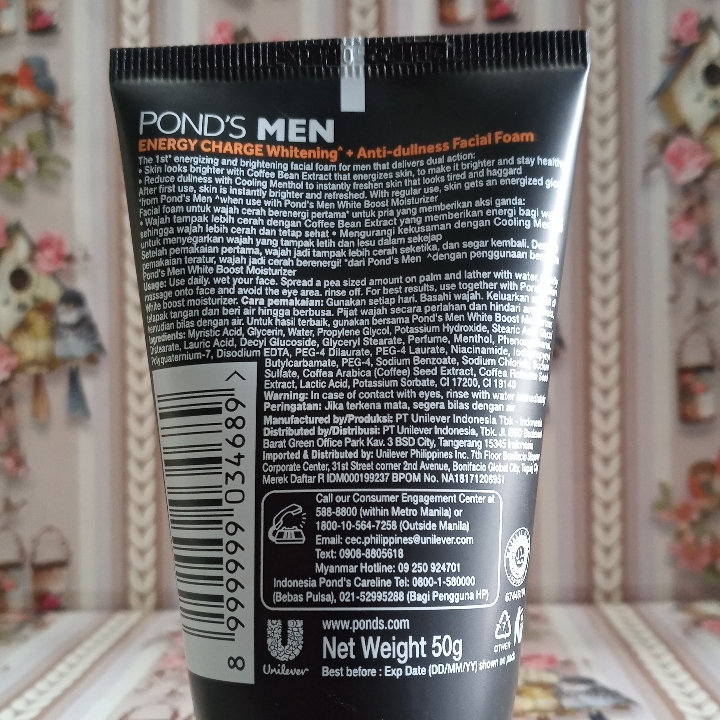 POND'S MEN
ENERGY CHARGE Whitening^ + Anti-dullness Facial Foam
The 1st* energizing and brightening facial foam for men that delivers dual action:
• Skin looks brighter with Coffee Bean Extract that energizes skin, to make it brighter and stay
• Reduce dullness with Cooling Menthol to instantly freshen skin that looks tired and haggard
After first use, skin is instantly brighter and refreshed. With regular use, skin gets an energized
*from Pond's Men ^when use with Pond's Men White Boost Moisturizer
Facial foam untuk wajah cerah berenergi pertama* untuk pria yang memberikan aksi ganda:
• Wajah tampak lebih cerah dengan Coffee Bean Extract yang memberikan energi bagi
sehingga wajah lebih cerah dan tetap sehat • Mengurangi kekusaman dengan Cooling
untuk menyegarkan wajah yang tampak letih dan lesu dalam sekejap
Setelah pemakaian pertama, wajah jadi tampak lebih cerah seketika, dan segar kembali.
pemakaian teratur, wajah jadi cerah berenergi! *dari Pond's Men ^dengan penggunaan
Pond's Men White Boost Moisturizer
Usage: Use daily. wet your face. Spread a pea sized amount on palm and lather with water.
massage onto face and avoid the eye area. rinse off. For best results, use together with
White boost moisturizer. Cara pemakaian: Gunakan setiap hari. Basahi wajah. Keluarkan
telapak tangan dan beri air hingga berbusa. Pijat wajah secara perlahan dan hindari
kemudian bilas dengan air. Untuk hasil terbaik, gunakan bersama Pond's Men White Boost
Ingredients: Myristic Acid, Glycerin, Water, Propylene Glycol, Potassium Hydroxide, Stearic
Distearate, Lauric Acid, Decyl Glucoside, Glyceryl Stearate, Perfume, Menthol,
Polyquaternium-7, Disodium EDTA, PEG-4 Dilaurate, PEG-4 Laurate, Niacinamide,
Butylcarbamate, PEG-4, Sodium Benzoate, Sodium Chloride,
Sulfate, Coffea Arabica (Coffee) Seed Extract, Coffea Seed
Extract, Lactic Acid, Potassium Sorbate, CI 17200, CI 19140
Warning: In case of contact with eyes, rinse with water
Peringatan: Jika terkena mata, segera bilas dengan air
Manufactured by/Produksi: PT Unilever Indonesia Tbk -
Distributed by/Distribusi: PT Unilever Indonesia, Tbk. Jl. BSD
Barat Green Office Park Kav. 3 BSD City, Tangerang 15345
Imported & Distributed by: Unilever Philippines Inc. 7th Floor Bonifacio
Corporate Center, 31st Street corner 2nd Avenue, Bonifacio Global City,
Merek Daftar R IDM000199237 BPOM No. NA18171206951
Call our Consumer Engagement Center at
588-8800 (within Metro Manila) or
1800-10-564-7258 (Outside Manila)
Email: cec.philippines@unilever.com
Text: 0908-8805618
Myanmar Hotline: 09 250 924701
Indonesia Pond's Careline Tel: 0800-1-580000
(Bebas Pulsa), 021-52995288 (Bagi Pengguna HP)
8 999999 034689 >
Unilever
www.ponds.com
Net Weight 50g
Best before : Exp Date (DD/MM/YY) shown on pack
7
OTHER